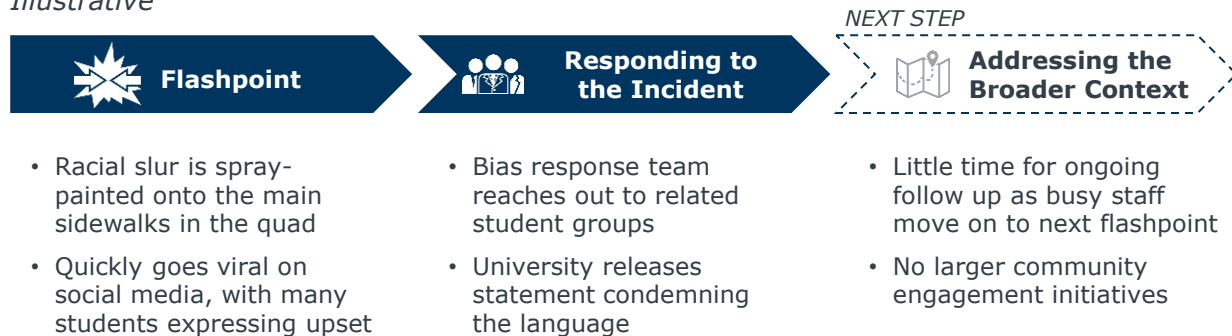 Illustrative
NEXT STEP
Flashpoint
Responding to
the Incident
Addressing the
Broader Context
• Racial slur is spray-
painted onto the main
sidewalks in the quad
• Quickly goes viral on
social media, with many
students expressing upset
• Bias response team
reaches out to related
student groups
• University releases
statement condemning
the language
• Little time for ongoing
follow up as busy staff
move on to next flashpoint
• No larger community
engagement initiatives